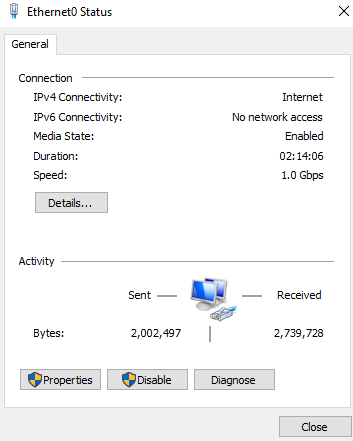 Ethernet0 Status
General
Connection
IPv4 Connectivity: Internet
IPv6 Connectivity: No network access
Media State: Enabled
Duration: 02:14:06
Speed: 1.0 Gbps
Details...
Activity
Sent Received
Bytes: 2,002,497 2,739,728
Properties Disable Diagnose
Close